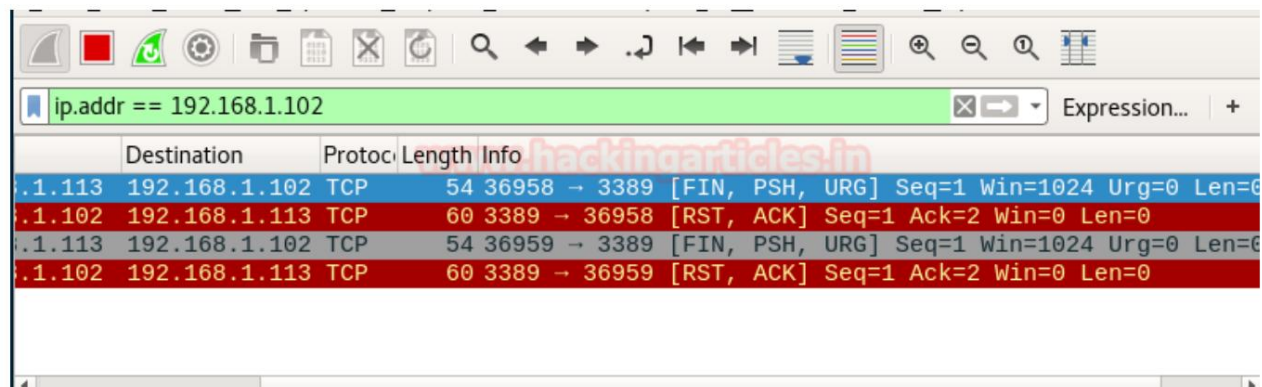 ip.addr == 192.168.1.102 Expression... +
Destination Protoc Length Info
www.hackingarticles.in
.1.113 192.168.1.102 TCP 54 36958 → 3389 [FIN, PSH, URG] Seq=1 Win=1024 Urg=0 Len=0
.1.102 192.168.1.113 TCP 60 3389 → 36958 [RST, ACK] Seq=1 Ack=2 Win=0 Len=0
.1.113 192.168.1.102 TCP 54 36959 → 3389 [FIN, PSH, URG] Seq=1 Win=1024 Urg=0 Len=0
.1.102 192.168.1.113 TCP 60 3389 → 36959 [RST, ACK] Seq=1 Ack=2 Win=0 Len=0